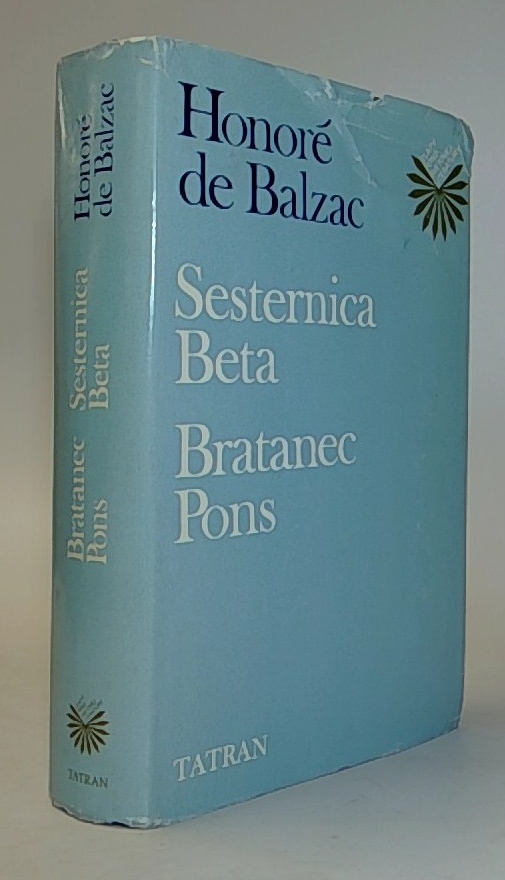 Honoré
de Balzac
Sesternica
Beta
Bratanec
Pons
TATRAN
Honoré
de Balzac
Sesternica
Beta
Bratanec
Pons
TATRAN